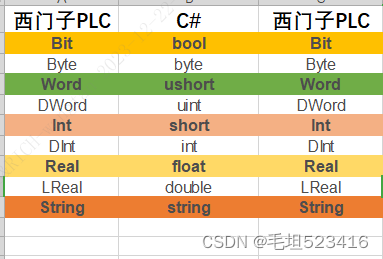 西门子PLC C# 西门子PLC
Bit bool Bit
Byte byte Byte
Word ushort Word
DWord uint DWord
Int short Int
DInt int DInt
Real float Real
LReal double LReal
String string String
CSDN @毛坦523416